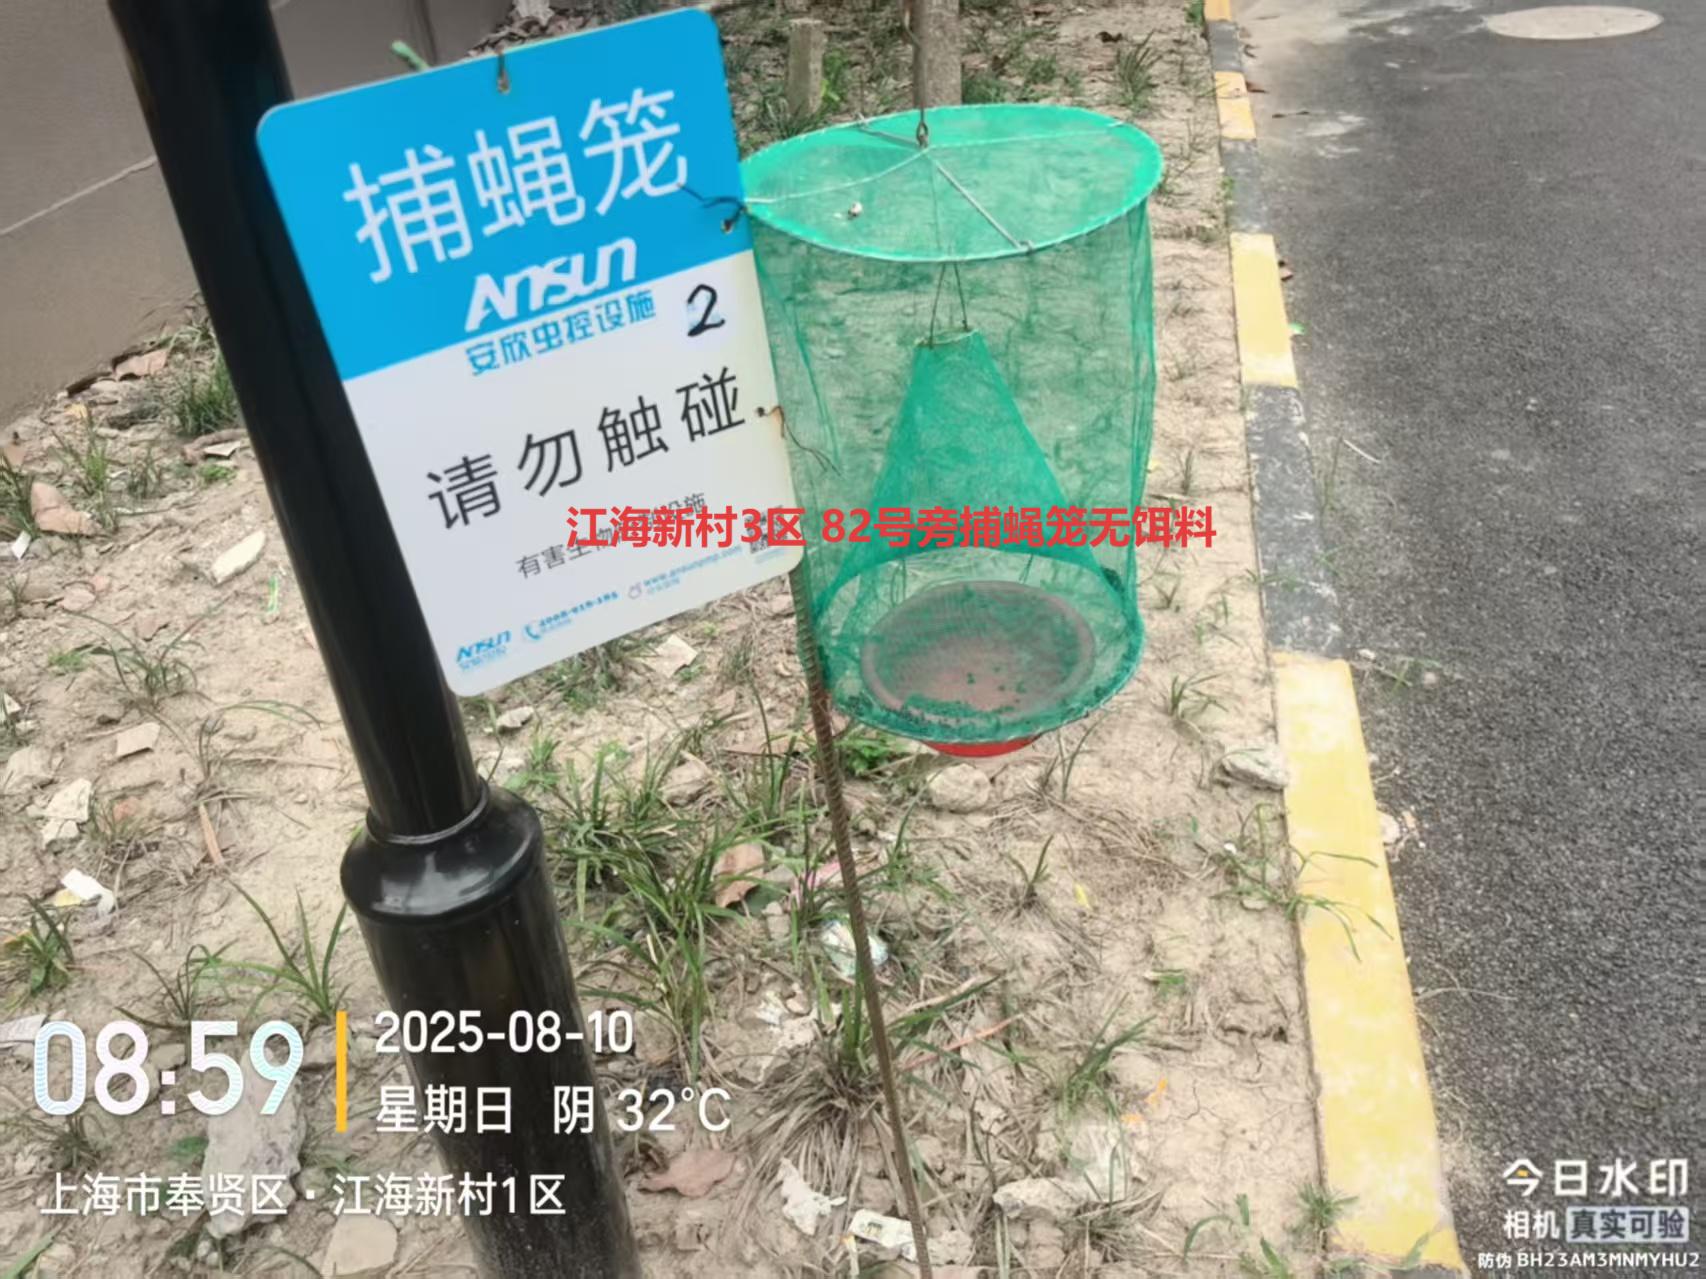 捕蝇笼
ANSUN
安欣虫控设施 2
请勿触碰
江海新村3区 82号旁捕蝇笼无饵料
有害生物
ANSUN
08:59
2025-08-10
星期日 阴 32°C
上海市奉贤区·江海新村1区
今日水印
相机 真实可验
防伪 BH23AM3MNMYHU2